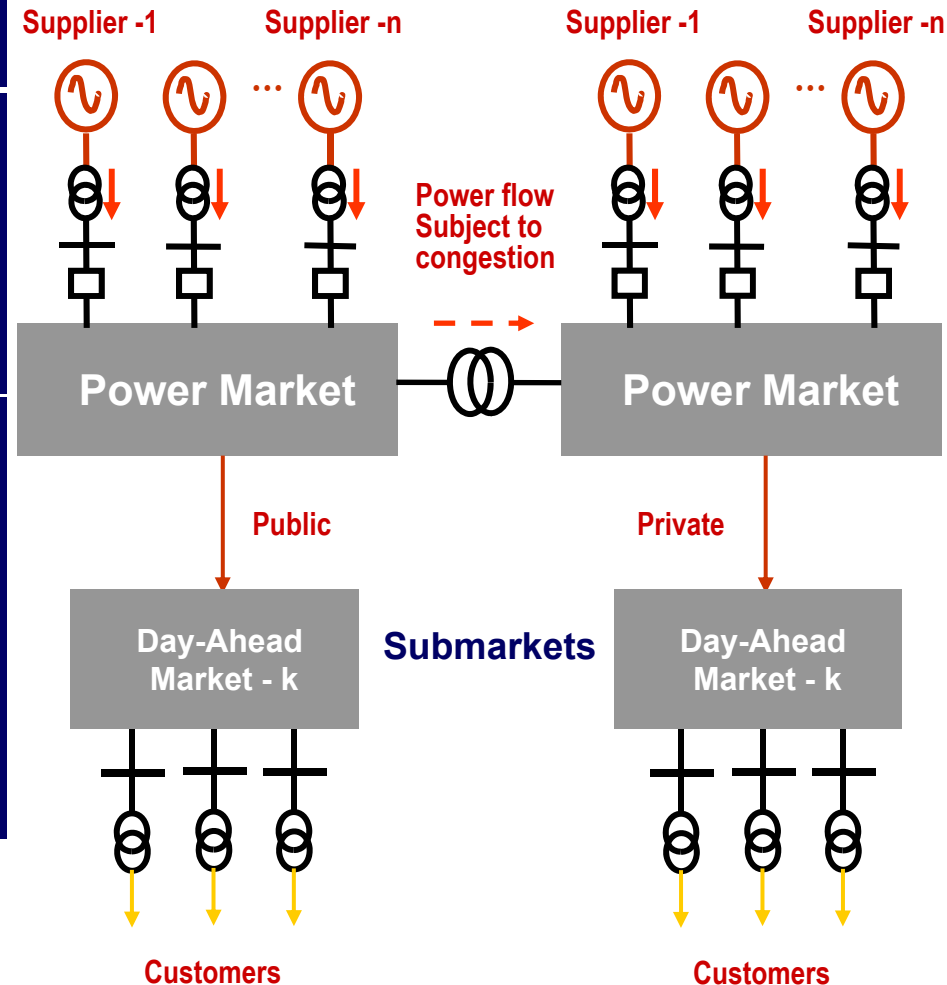 Supplier -1
Supplier -n
Supplier -1
Supplier -n
...
...
Power flow
Subject to
congestion
Power Market
Power Market
Public
Private
Day-Ahead
Market - k
Submarkets
Day-Ahead
Market - k
Customers
Customers